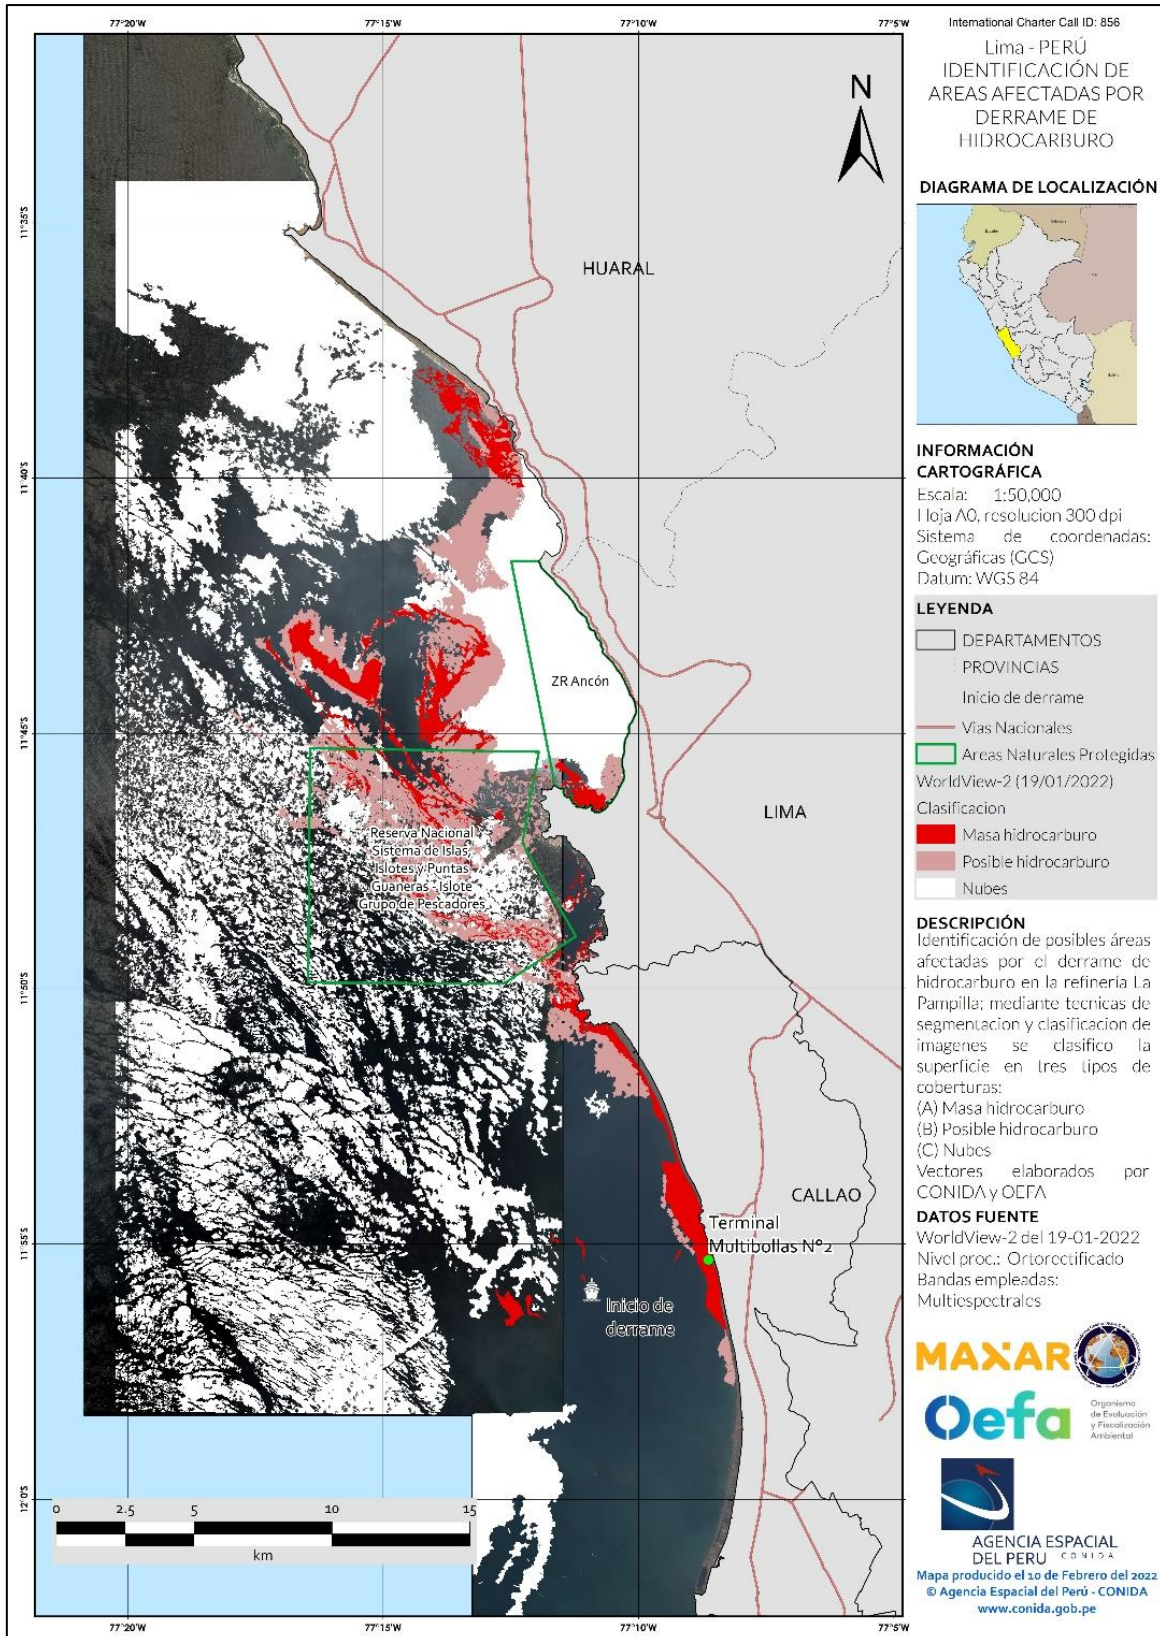 77°20'W 77°15'W 77°10'W 77°5'W
International Charter Call ID: 856
Lima - PERÚ
IDENTIFICACIÓN DE
AREAS AFECTADAS POR
DERRAME DE
HIDROCARBURO
N
DIAGRAMA DE LOCALIZACIÓN
11°35'S
HUARAL
11°40'S
ZR Ancón
11°45'S
LIMA
Reserva Nacional
Sistema de Islas,
Islotes y Puntas
Guaneras - Islote
Grupo de Pescadores
11°50'S
CALLAO
Terminal
Multibollas N°2
11°55'S
Inicio de
derrame
12°0'S
0 2.5 5 10 15
km
77°20'W 77°15'W 77°10'W 77°5'W
INFORMACIÓN
CARTOGRÁFICA
Escala: 1:50,000
Hoja A0, resolucion 300 dpi
Sistema de coordenadas:
Geográficas (GCS)
Datum: WGS 84
LEYENDA
DEPARTAMENTOS
PROVINCIAS
Inicio de derrame
Vias Nacionales
Areas Naturales Protegidas
WorldView-2 (19/01/2022)
Clasificacion
Masa hidrocarburo
Posible hidrocarburo
Nubes
DESCRIPCIÓN
Identificación de posibles áreas
afectadas por el derrame de
hidrocarburo en la refinería La
Pampilla; mediante tecnicas de
segmentacion y clasificacion de
imagenes se clasifico la
superficie en tres tipos de
coberturas:
(A) Masa hidrocarburo
(B) Posible hidrocarburo
(C) Nubes
Vectores elaborados por
CONIDA y OEFA
DATOS FUENTE
WorldView-2 del 19-01-2022
Nivel proc.: Ortorectificado
Bandas empleadas:
Multiespectrales
MAXAR
Oefa
Organismo
de Evaluación
y Fiscalización
Ambiental
AGENCIA ESPACIAL
DEL PERU CONIDA
Mapa producido el 10 de Febrero del 2022
© Agencia Espacial del Perú - CONIDA
www.conida.gob.pe